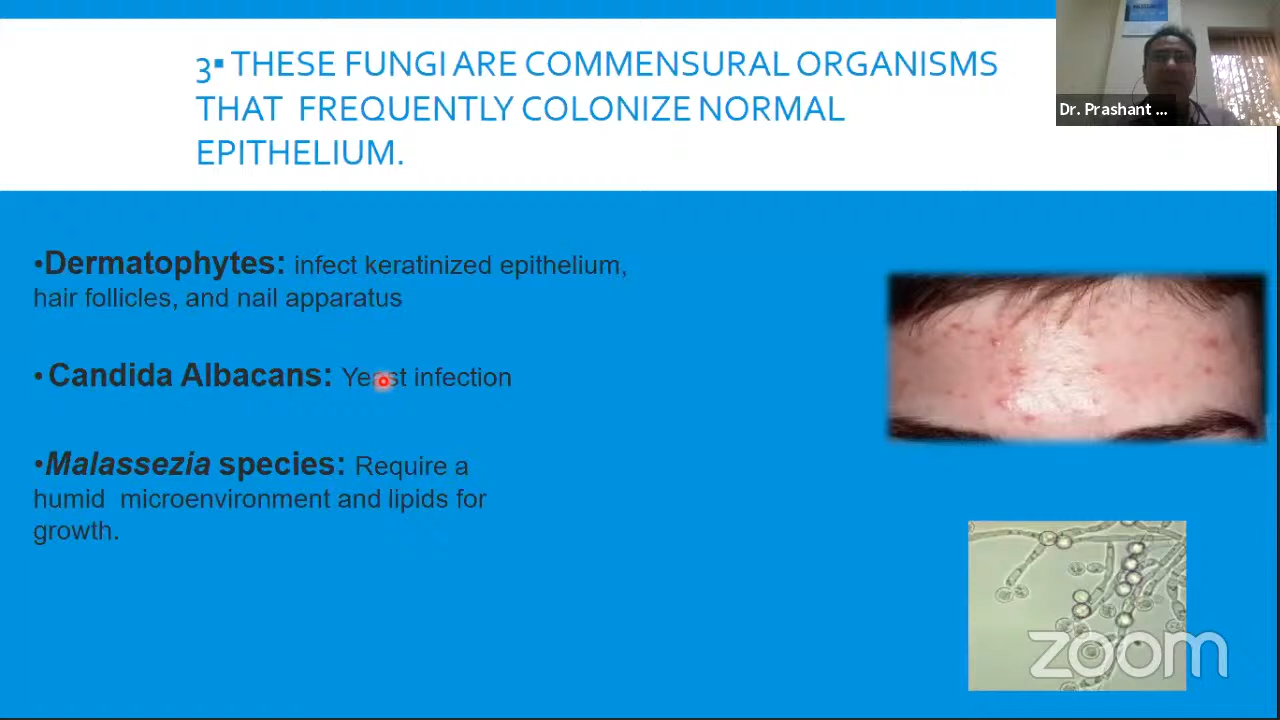 3▪ THESE FUNGI ARE COMMENSURAL ORGANISMS
THAT FREQUENTLY COLONIZE NORMAL
EPITHELIUM.
Dr. Prashant ...
•Dermatophytes: infect keratinized epithelium,
hair follicles, and nail apparatus
• Candida Albacans: Yeast infection
•Malassezia species: Require a
humid microenvironment and lipids for
growth.
zoom